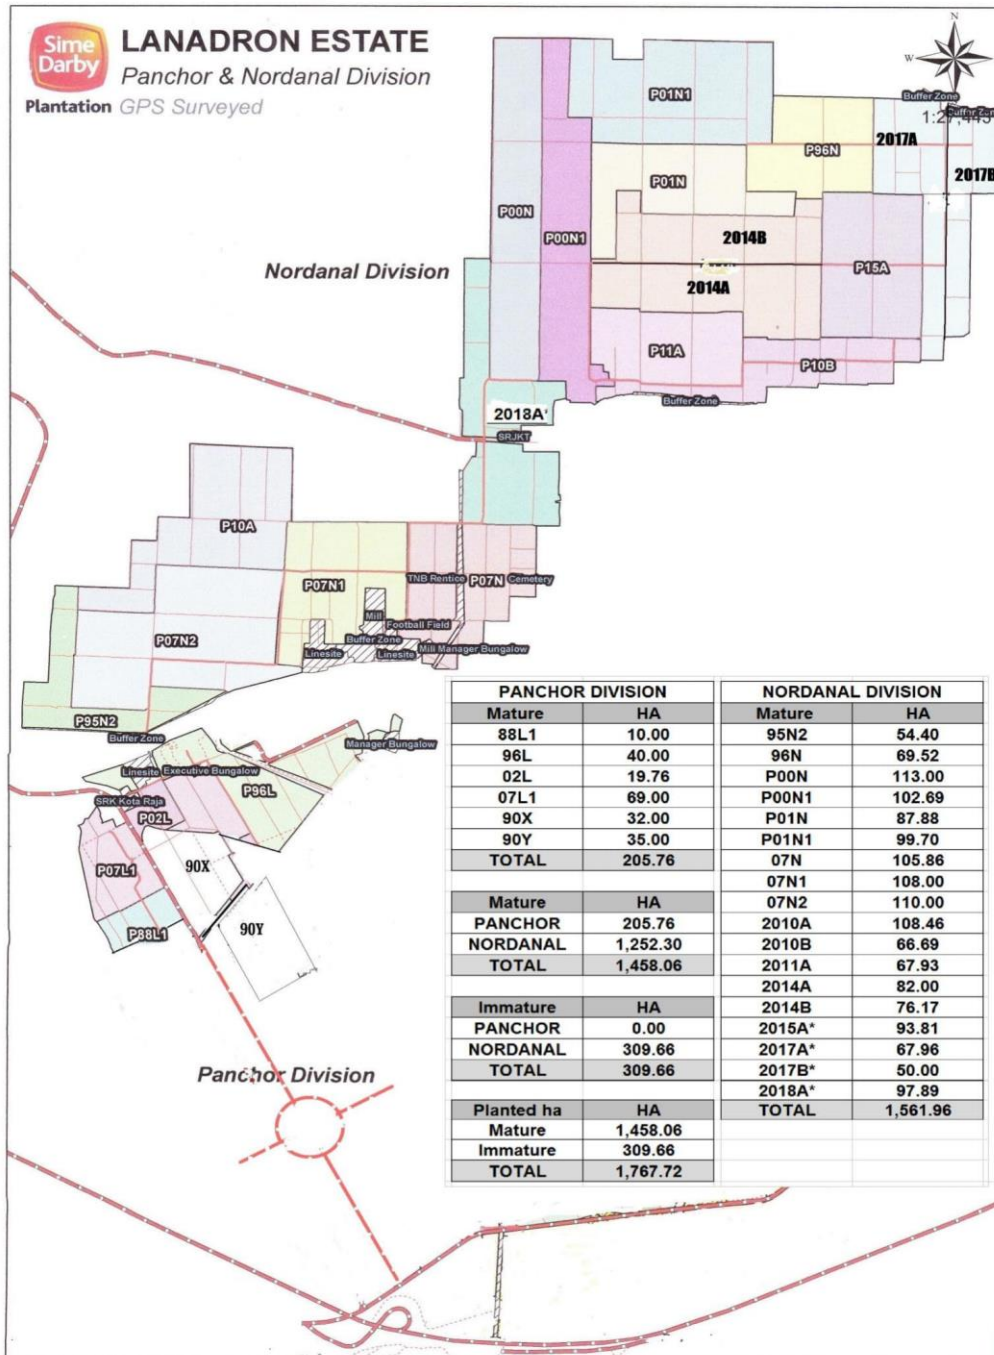 Sime
Darby
Plantation
LANADRON ESTATE
Panchor & Nordanal Division
GPS Surveyed
N
W
Buffer Zone
Buffer Zon
1:27,445
P01N1
P96N
2017A
2017B
P01N
P00N
P00N1
2014B
P15A
2014A
Nordanal Division
P11A
P10B
Buffer Zone
2018A'
SRJKT
P10A
P07N1
TNB Rentice
P07N
Cemetery
Mill
Football Field
P07N2
Buffer Zone
Linesite
Linesite
Mill Manager Bungalow
P95N2
Buffer Zone
Manager Bungalow
Linesite
Executive Bungalow
P96L
SRK Kota Raja
P02L
P07L1
90X
P88L1
90Y
Panchor Division
PANCHOR DIVISION
Mature HA
88L1 10.00
96L 40.00
02L 19.76
07L1 69.00
90X 32.00
90Y 35.00
TOTAL 205.76
Mature HA
PANCHOR 205.76
NORDANAL 1,252.30
TOTAL 1,458.06
Immature HA
PANCHOR 0.00
NORDANAL 309.66
TOTAL 309.66
Planted ha HA
Mature 1,458.06
Immature 309.66
TOTAL 1,767.72
NORDANAL DIVISION
Mature HA
95N2 54.40
96N 69.52
P00N 113.00
P00N1 102.69
P01N 87.88
P01N1 99.70
07N 105.86
07N1 108.00
07N2 110.00
2010A 108.46
2010B 66.69
2011A 67.93
2014A 82.00
2014B 76.17
2015A* 93.81
2017A* 67.96
2017B* 50.00
2018A* 97.89
TOTAL 1,561.96